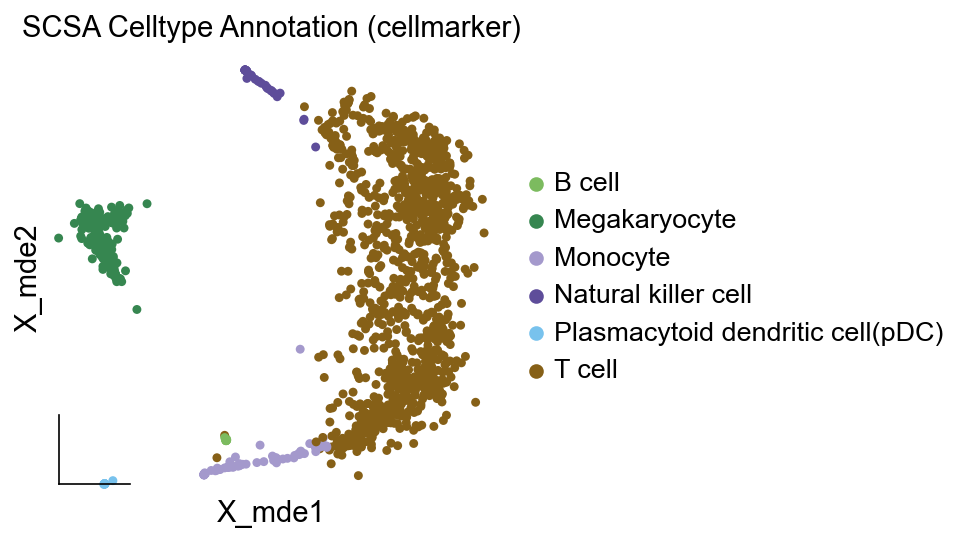 SCSA Celltype Annotation (cellmarker)
X_mde2
B cell
Megakaryocyte
Monocyte
Natural killer cell
Plasmacytoid dendritic cell(pDC)
T cell
X_mde1